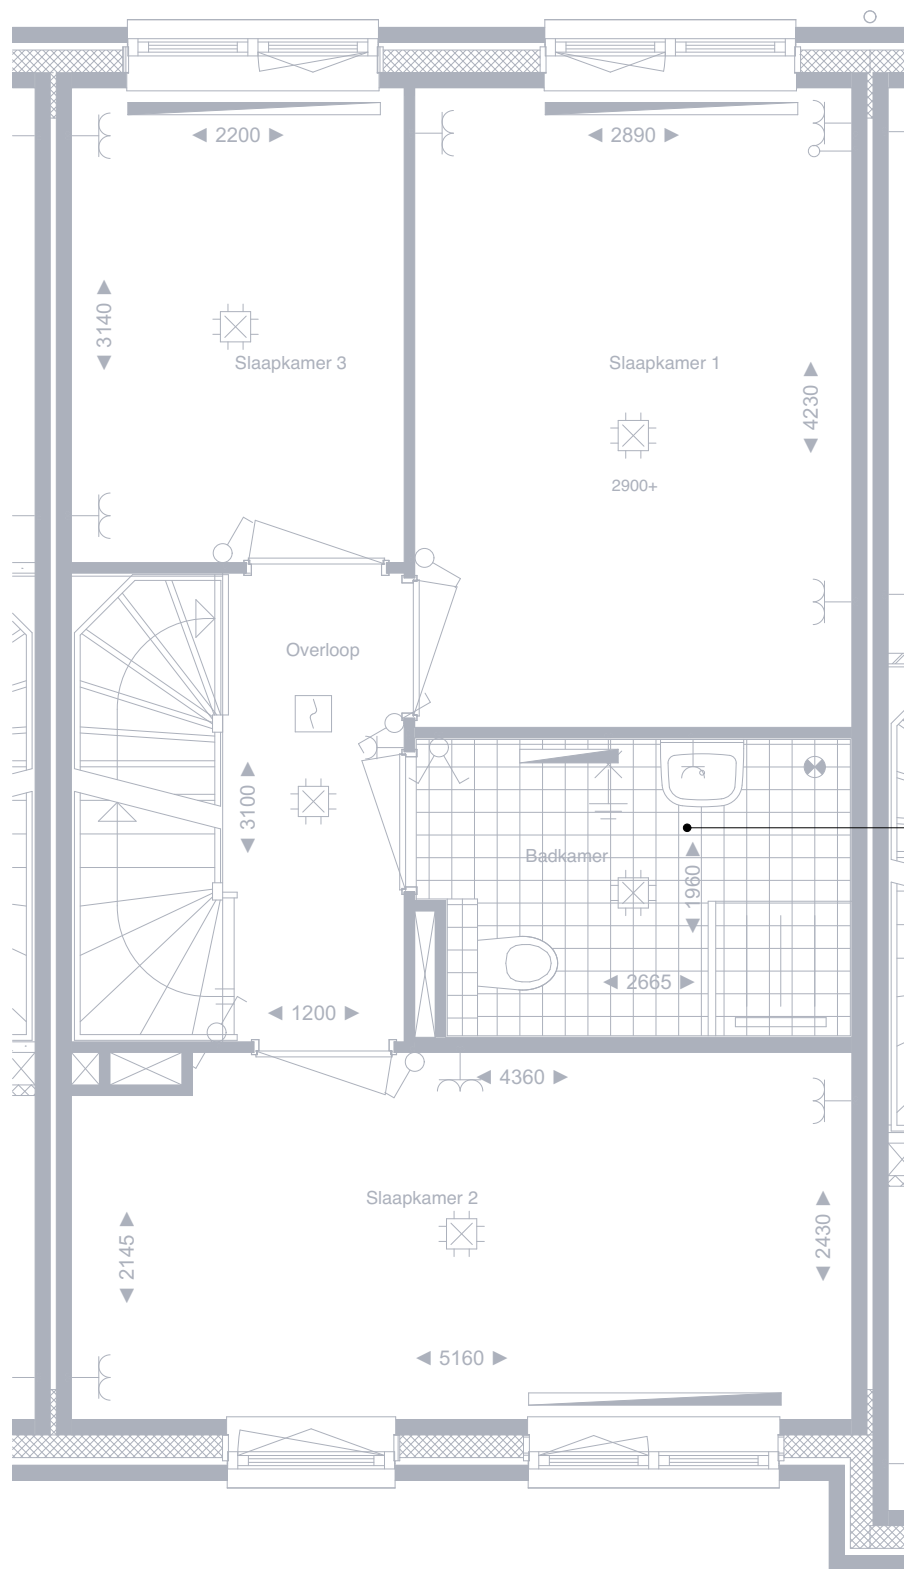 ◄ 2200 ►
◄ 2890 ►
◄ 3140 ►
Slaapkamer 3
Slaapkamer 1
◄ 4230 ►
2900+
Overloop
◄ 3100 ►
Badkamer
◄ 1960 ►
◄ 2665 ►
◄ 1200 ►
◄ 4360 ►
Slaapkamer 2
◄ 2145 ►
◄ 2430 ►
◄ 5160 ►